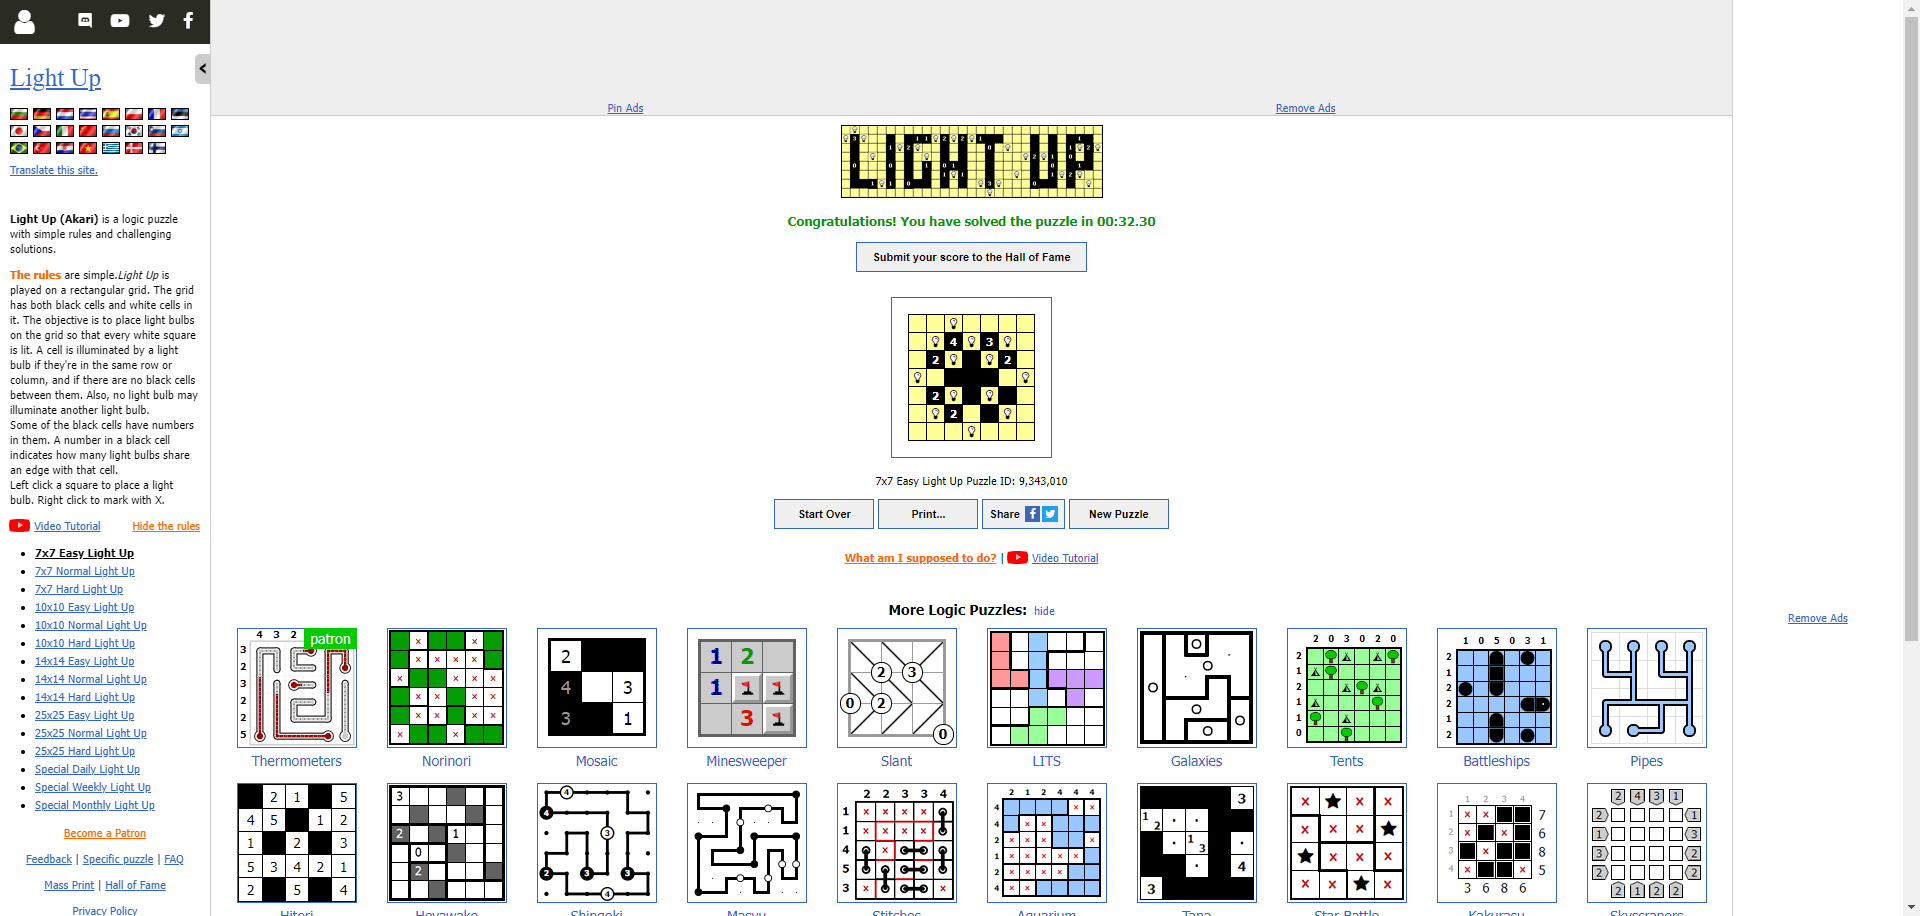 Light Up
Translate this site.
Light Up (Akari) is a logic puzzle
with simple rules and challenging
solutions.
The rules are simple.Light Up is
played on a rectangular grid. The grid
has both black cells and white cells in
it. The objective is to place light bulbs
on the grid so that every white square
is lit. A cell is illuminated by a light
bulb if they're in the same row or
column, and if there are no black cells
between them. Also, no light bulb may
illuminate another light bulb.
Some of the black cells have numbers
in them. A number in a black cell
indicates how many light bulbs share
an edge with that cell.
Left click a square to place a light
bulb. Right click to mark with X.
Video Tutorial Hide the rules
7x7 Easy Light Up
7x7 Normal Light Up
7x7 Hard Light Up
10x10 Easy Light Up
10x10 Normal Light Up
10x10 Hard Light Up
14x14 Easy Light Up
14x14 Normal Light Up
14x14 Hard Light Up
25x25 Easy Light Up
25x25 Normal Light Up
25x25 Hard Light Up
Special Daily Light Up
Special Weekly Light Up
Special Monthly Light Up
Become a Patron
Feedback | Specific puzzle | FAQ
Mass Print | Hall of Fame
Privacy Policy
Pin Ads Remove Ads
LIGHT UP
Congratulations! You have solved the puzzle in 00:32.30
Submit your score to the Hall of Fame
4 3
2 2
2
2
7x7 Easy Light Up Puzzle ID: 9,343,010
Start Over Print... Share New Puzzle
What am I supposed to do? | Video Tutorial
More Logic Puzzles: hide
Remove Ads
patron
Thermometers Norinori Mosaic Minesweeper Slant LITS Galaxies Tents Battleships Pipes
Hitori Heyawake Shingoki Masyu Stitches Aquarium Tapa Star Battle Kakurasu Skyscrapers